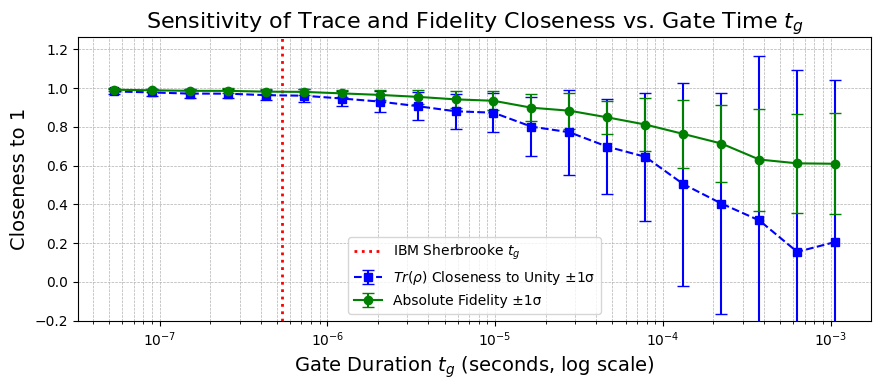 Sensitivity of Trace and Fidelity Closeness vs. Gate Time $t_g$
Closeness to 1
1.2
1.0
0.8
0.6
0.4
0.2
0.0
−0.2
IBM Sherbrooke $t_g$
$Tr(\rho)$ Closeness to Unity ±1σ
Absolute Fidelity ±1σ
$10^{-7}$ $10^{-6}$ $10^{-5}$ $10^{-4}$ $10^{-3}$
Gate Duration $t_g$ (seconds, log scale)